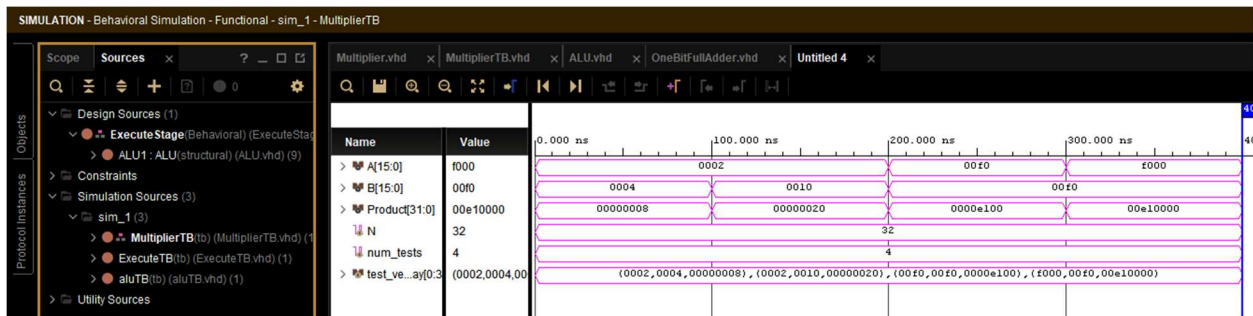 SIMULATION - Behavioral Simulation - Functional - sim_1 - MultiplierTB
Scope Sources × ? _
Multiplier.vhd × MultiplierTB.vhd × ALU.vhd × OneBitFullAdder.vhd × Untitled 4 ×
0
Objects
Protocol Instances
Design Sources (1)
ExecuteStage(Behavioral) (ExecuteStag
ALU1 : ALU(structural) (ALU.vhd) (9)
Constraints
Simulation Sources (3)
sim_1 (3)
MultiplierTB(tb) (MultiplierTB.vhd) (1
ExecuteTB(tb) (ExecuteTB.vhd) (1)
aluTB(tb) (aluTB.vhd) (1)
Utility Sources
Name Value 0.000 ns 100.000 ns 200.000 ns 300.000 ns 40
A[15:0] f000 0002 00f0 f000
B[15:0] 00f0 0004 0010 00f0
Product[31:0] 00e10000 00000008 00000020 0000e100 00e10000
N 32 32
num_tests 4 4
test_ve...ay[0:3 (0002,0004,00 (0002,0004,00000008),(0002,0010,00000020),(00f0,00f0,0000e100),(f000,00f0,00e10000)